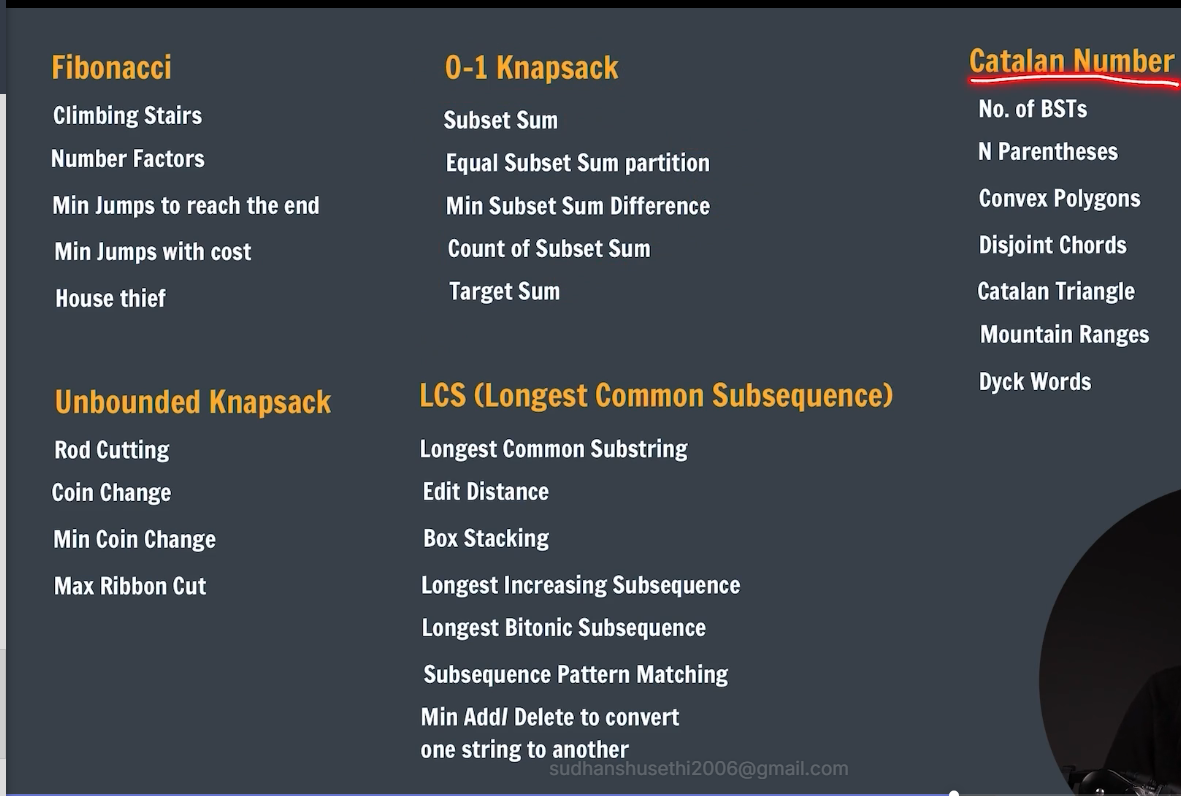 Fibonacci
Climbing Stairs
Number Factors
Min Jumps to reach the end
Min Jumps with cost
House thief
0-1 Knapsack
Subset Sum
Equal Subset Sum partition
Min Subset Sum Difference
Count of Subset Sum
Target Sum
Catalan Number
No. of BSTs
N Parentheses
Convex Polygons
Disjoint Chords
Catalan Triangle
Mountain Ranges
Dyck Words
Unbounded Knapsack
Rod Cutting
Coin Change
Min Coin Change
Max Ribbon Cut
LCS (Longest Common Subsequence)
Longest Common Substring
Edit Distance
Box Stacking
Longest Increasing Subsequence
Longest Bitonic Subsequence
Subsequence Pattern Matching
Min Add/ Delete to convert
one string to another
sudhanshusethi2006@gmail.com